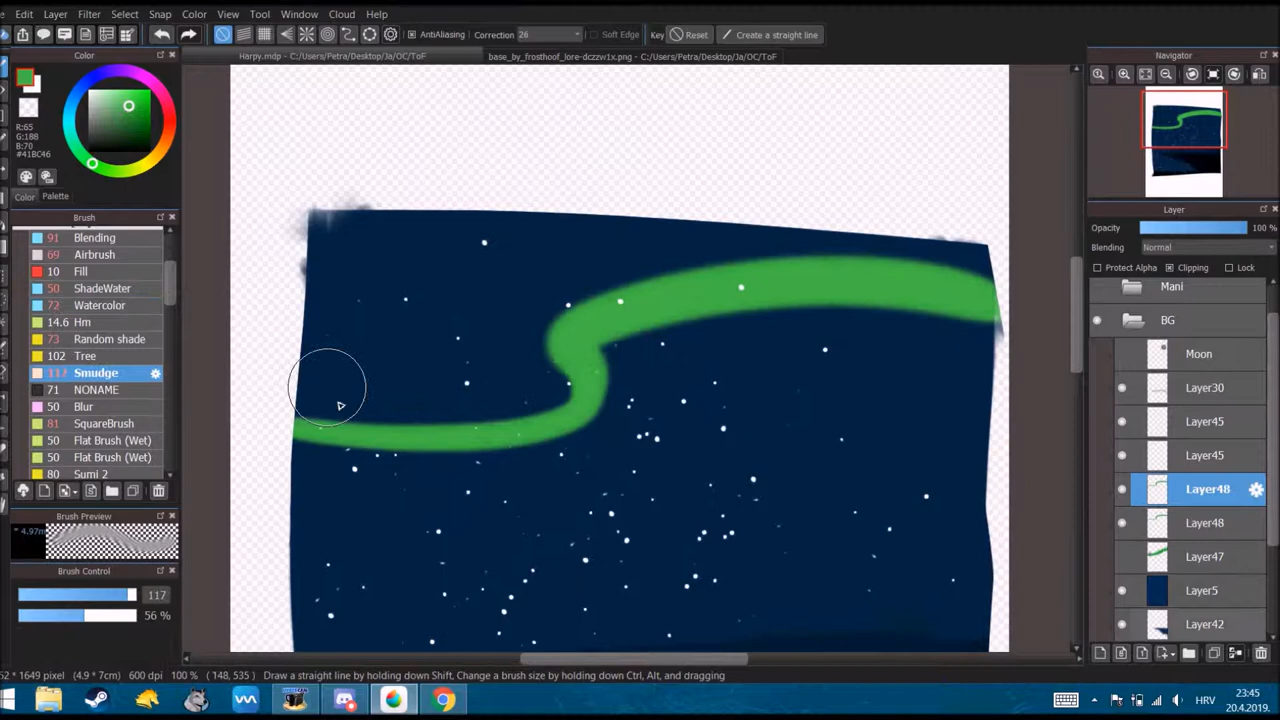 Edit Layer Filter Select Snap Color View Tool Window Cloud Help
AntiAliasing Correction 26 Soft Edge Key Reset Create a straight line
Color
Harpy.mdp - C:/Users/Petra/Desktop/Ja/OC/ToF
base_by_frosthoof_lore-dczzw1x.png - C:/Users/Petra/Desktop/Ja/OC/ToF
Navigator
R:65
G:188
B:70
#41BC46
Color Palette
Brush
91 Blending
69 Airbrush
10 Fill
50 ShadeWater
72 Watercolor
14.6 Hm
73 Random shade
102 Tree
117 Smudge
71 NONAME
50 Blur
81 SquareBrush
50 Flat Brush (Wet)
50 Flat Brush (Wet)
80 Sumi 2
Brush Preview
* 4.97m
Brush Control
117
56 %
Layer
Opacity 100 %
Blending Normal
Protect Alpha Clipping Lock
Mani
BG
Moon
Layer30
Layer45
Layer45
Layer48
Layer48
Layer47
Layer5
Layer42
52 * 1649 pixel (4.9 * 7cm) 600 dpi 100 % ( 148, 535 ) Draw a straight line by holding down Shift, Change a brush size by holding down Ctrl, Alt, and dragging
HRV
23:45
20.4.2019.